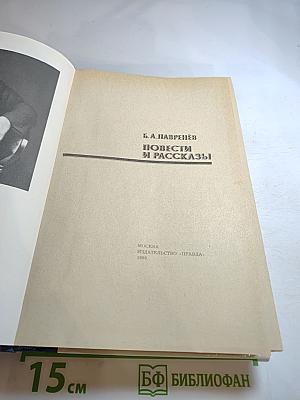 Б. А. ЛАВРЕНЁВ
ПОВЕСТИ
И РАССКАЗЫ
МОСКВА
ИЗДАТЕЛЬСТВО «ПРАВДА»
15 см
БФ БИБЛИОФАН